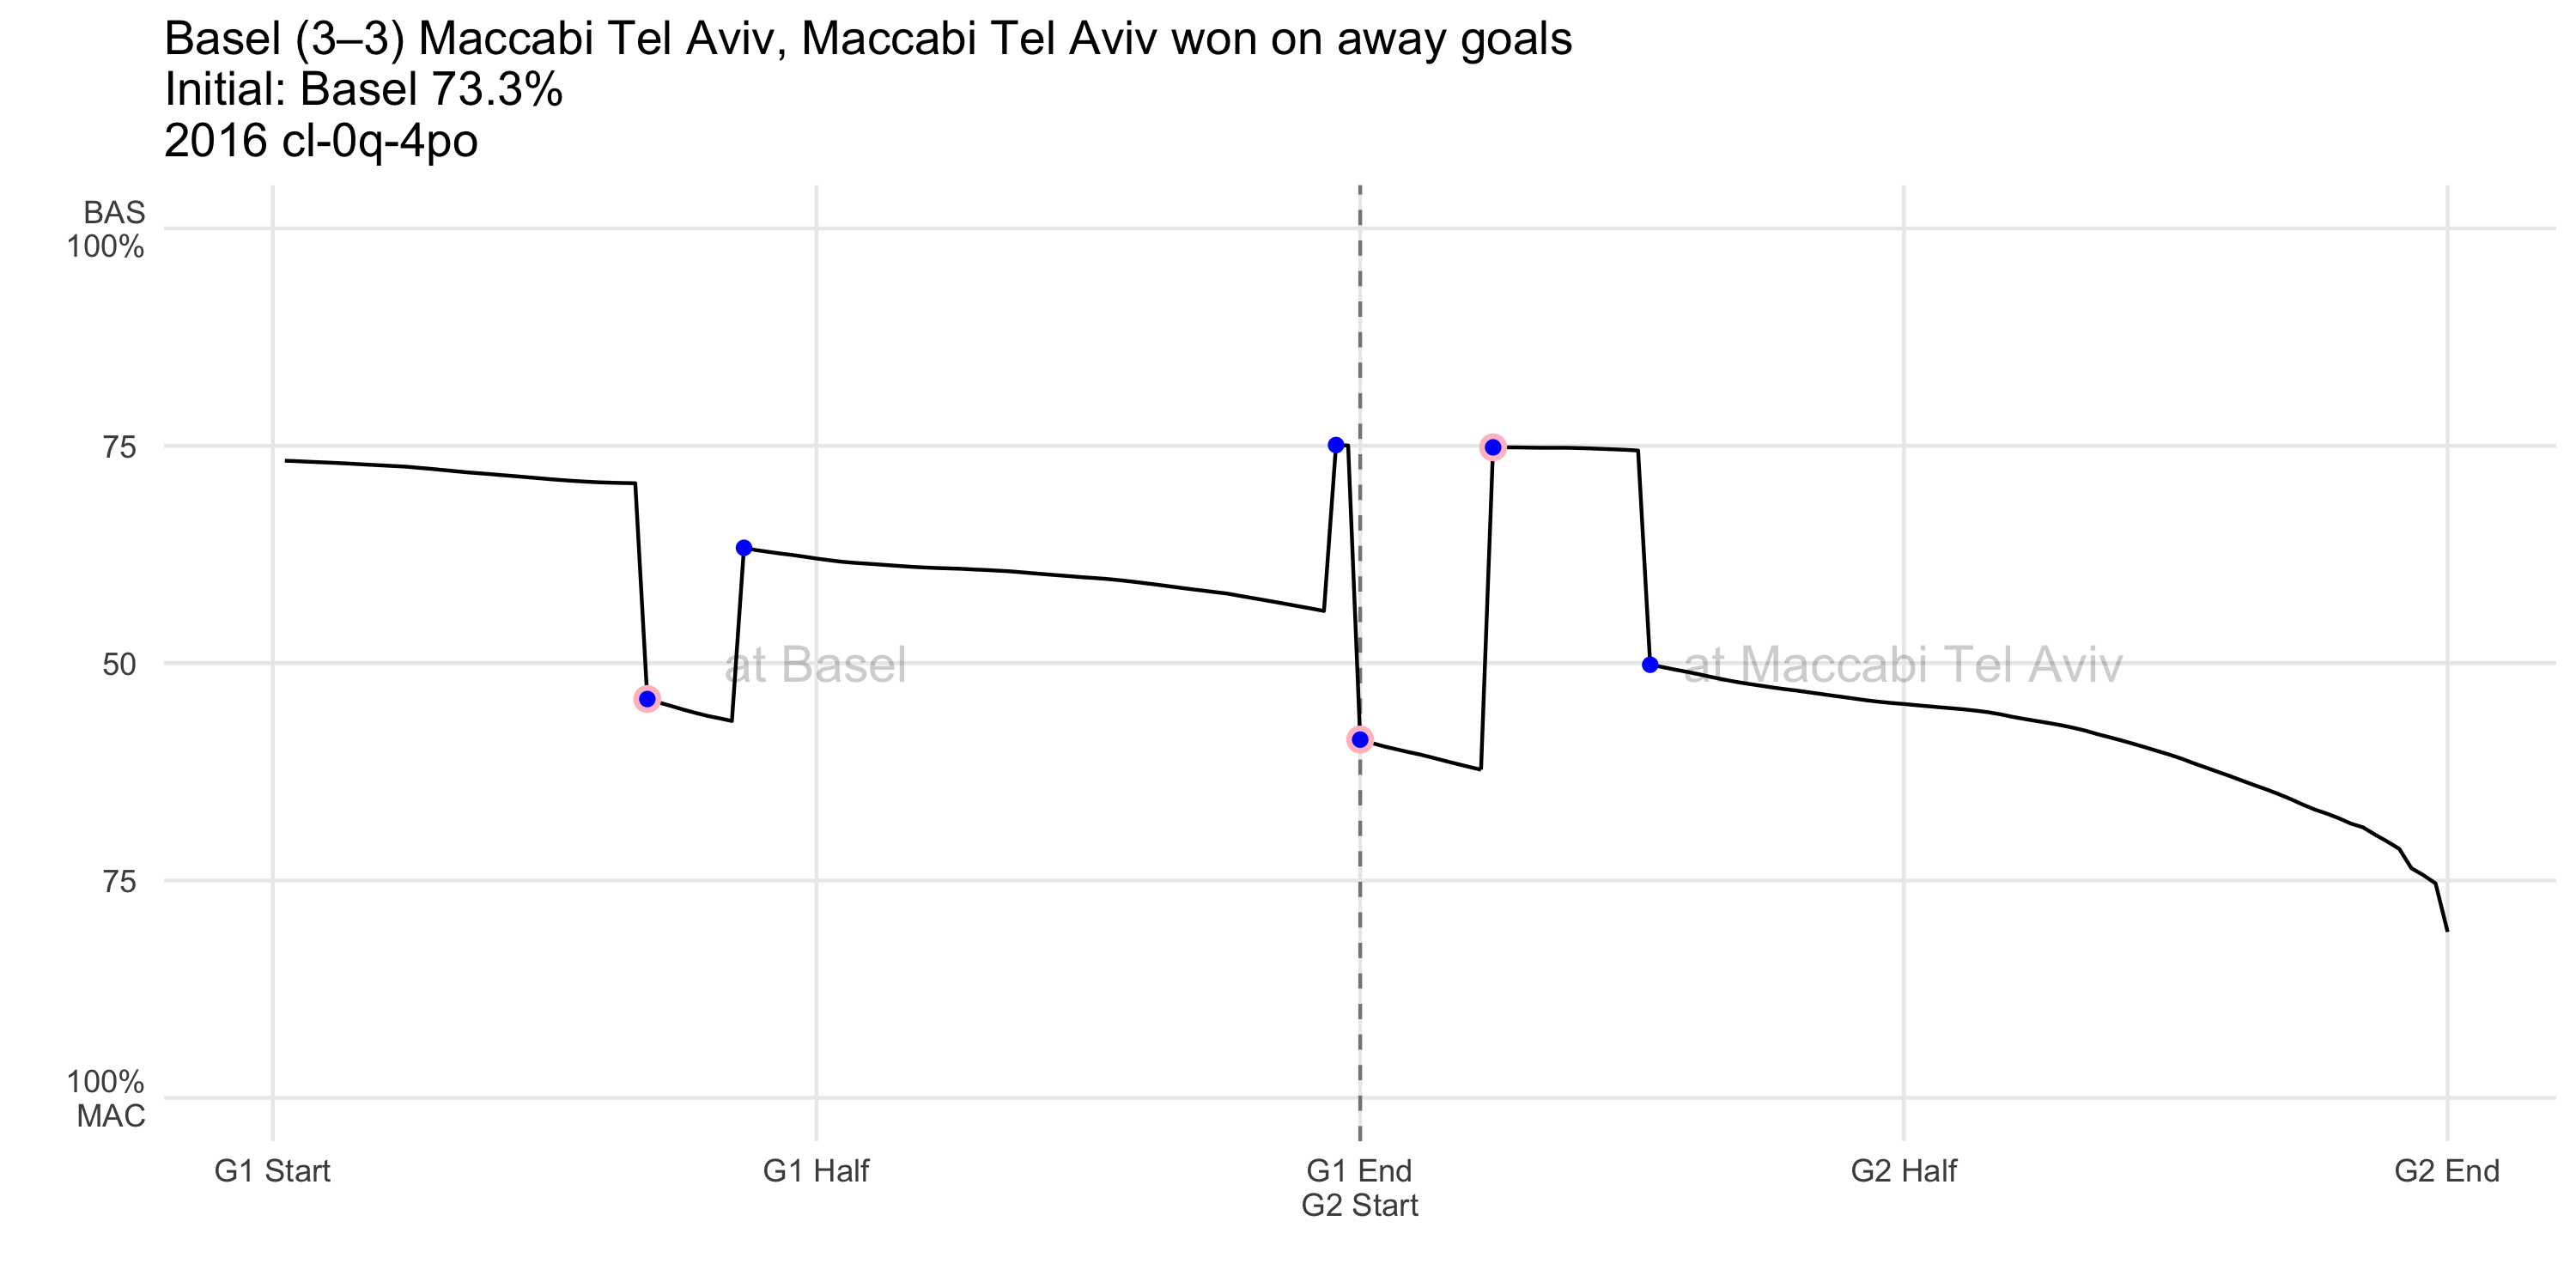 Basel (3–3) Maccabi Tel Aviv, Maccabi Tel Aviv won on away goals
Initial: Basel 73.3%
2016 cl-0q-4po
BAS
100%
75
50
75
100%
MAC
at Basel
at Maccabi Tel Aviv
G1 Start
G1 Half
G1 End
G2 Start
G2 Half
G2 End